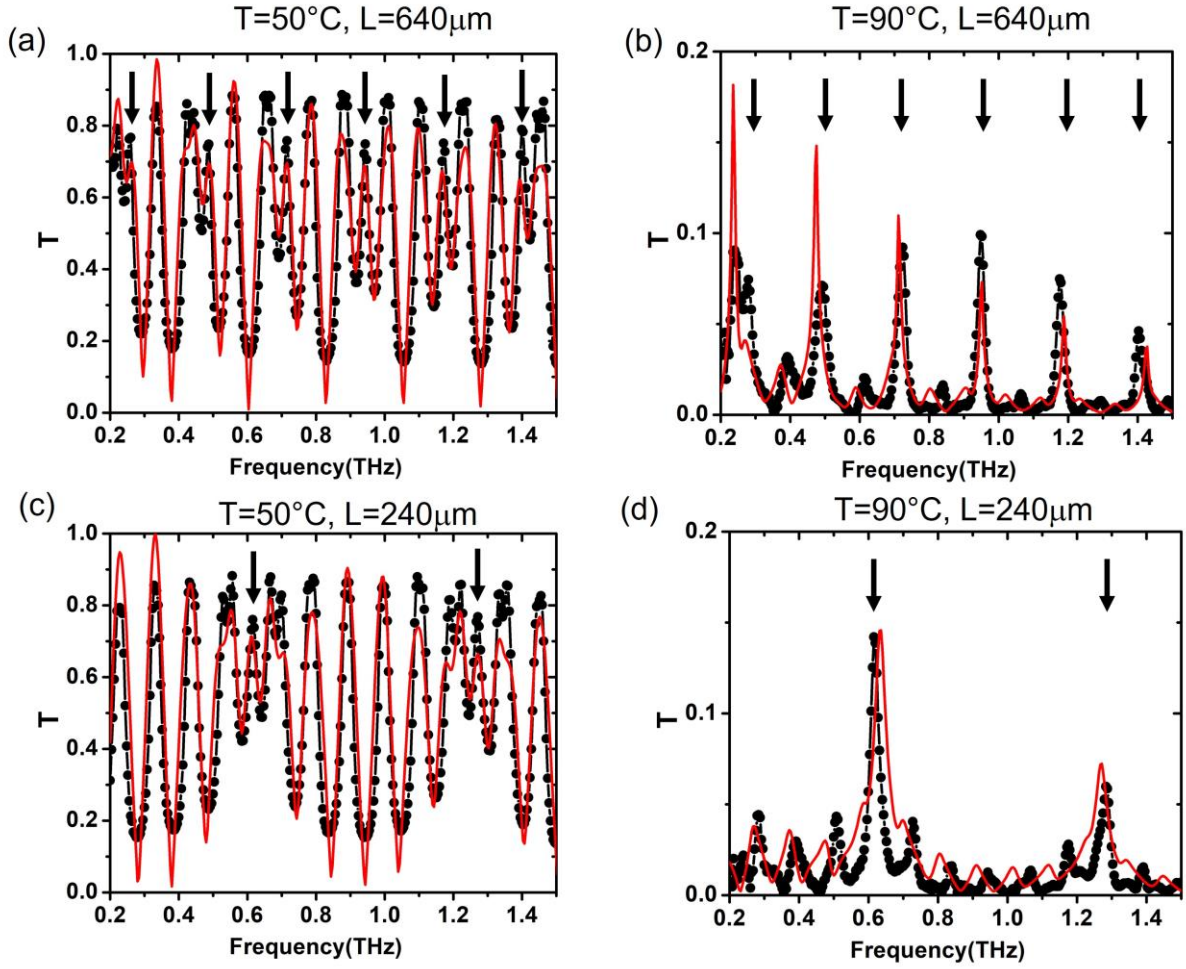 (a)
T=50°C, L=640μm
T
1.0
0.8
0.6
0.4
0.2
0.0
0.2 0.4 0.6 0.8 1.0 1.2 1.4
Frequency(THz)
(b)
T=90°C, L=640μm
T
0.2
0.1
0.0
0.2 0.4 0.6 0.8 1.0 1.2 1.4
Frequency(THz)
(c)
T=50°C, L=240μm
T
1.0
0.8
0.6
0.4
0.2
0.0
0.2 0.4 0.6 0.8 1.0 1.2 1.4
Frequency(THz)
(d)
T=90°C, L=240μm
T
0.2
0.1
0.0
0.2 0.4 0.6 0.8 1.0 1.2 1.4
Frequency(THz)